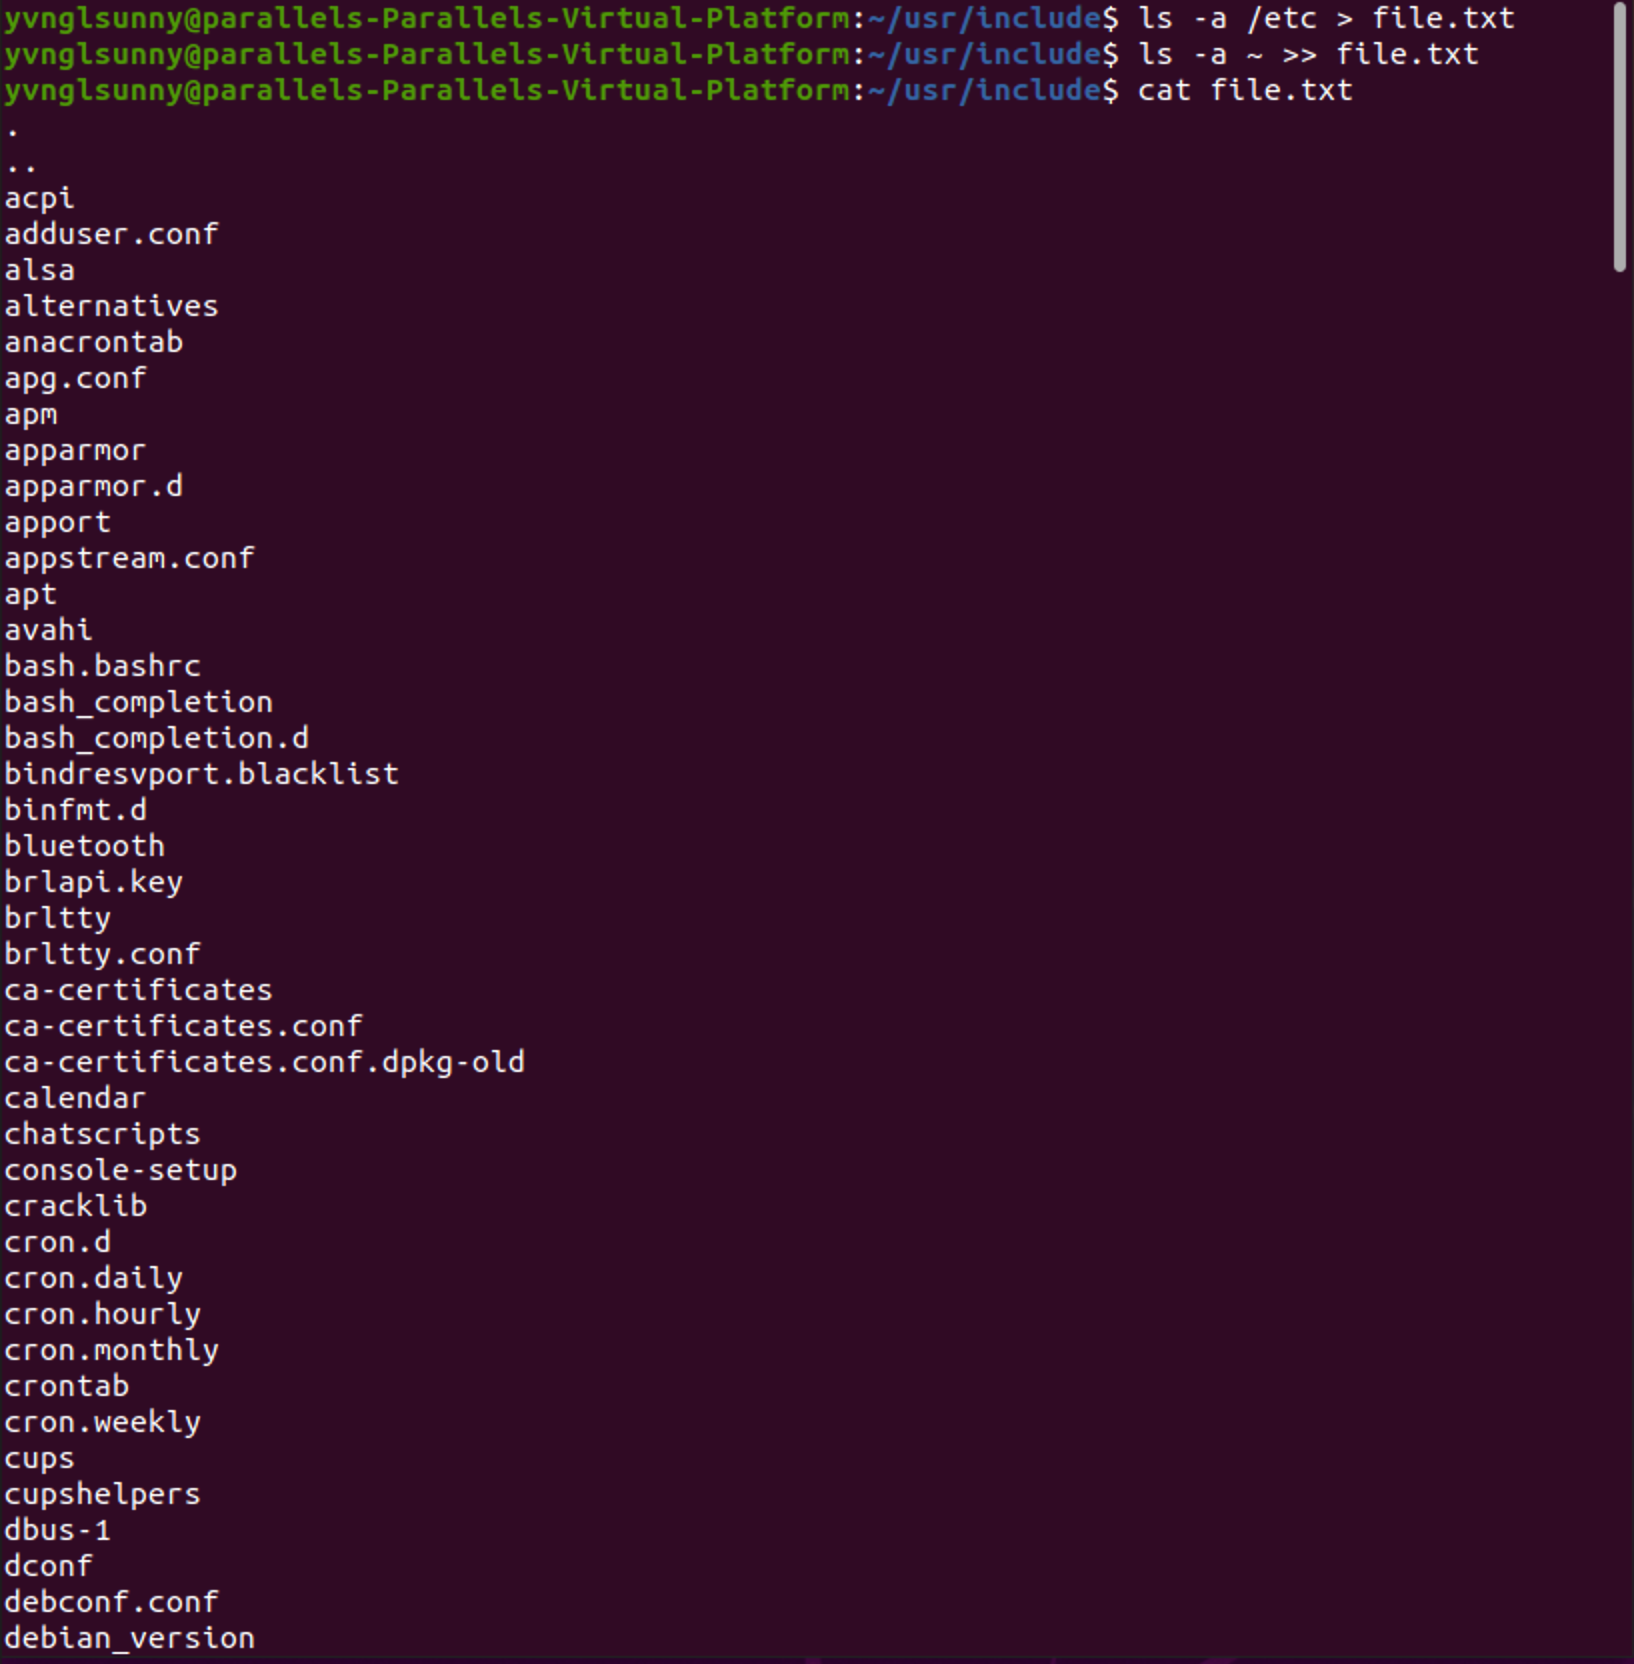 yvnglsunny@parallels-Parallels-Virtual-Platform:~/usr/include$ ls -a /etc > file.txt
yvnglsunny@parallels-Parallels-Virtual-Platform:~/usr/include$ ls -a ~ >> file.txt
yvnglsunny@parallels-Parallels-Virtual-Platform:~/usr/include$ cat file.txt
.
..
acpi
adduser.conf
alsa
alternatives
anacrontab
apg.conf
apm
apparmor
apparmor.d
apport
appstream.conf
apt
avahi
bash.bashrc
bash_completion
bash_completion.d
bindresvport.blacklist
binfmt.d
bluetooth
brlapi.key
brltty
brltty.conf
ca-certificates
ca-certificates.conf
ca-certificates.conf.dpkg-old
calendar
chatscripts
console-setup
cracklib
cron.d
cron.daily
cron.hourly
cron.monthly
crontab
cron.weekly
cups
cupshelpers
dbus-1
dconf
debconf.conf
debian_version